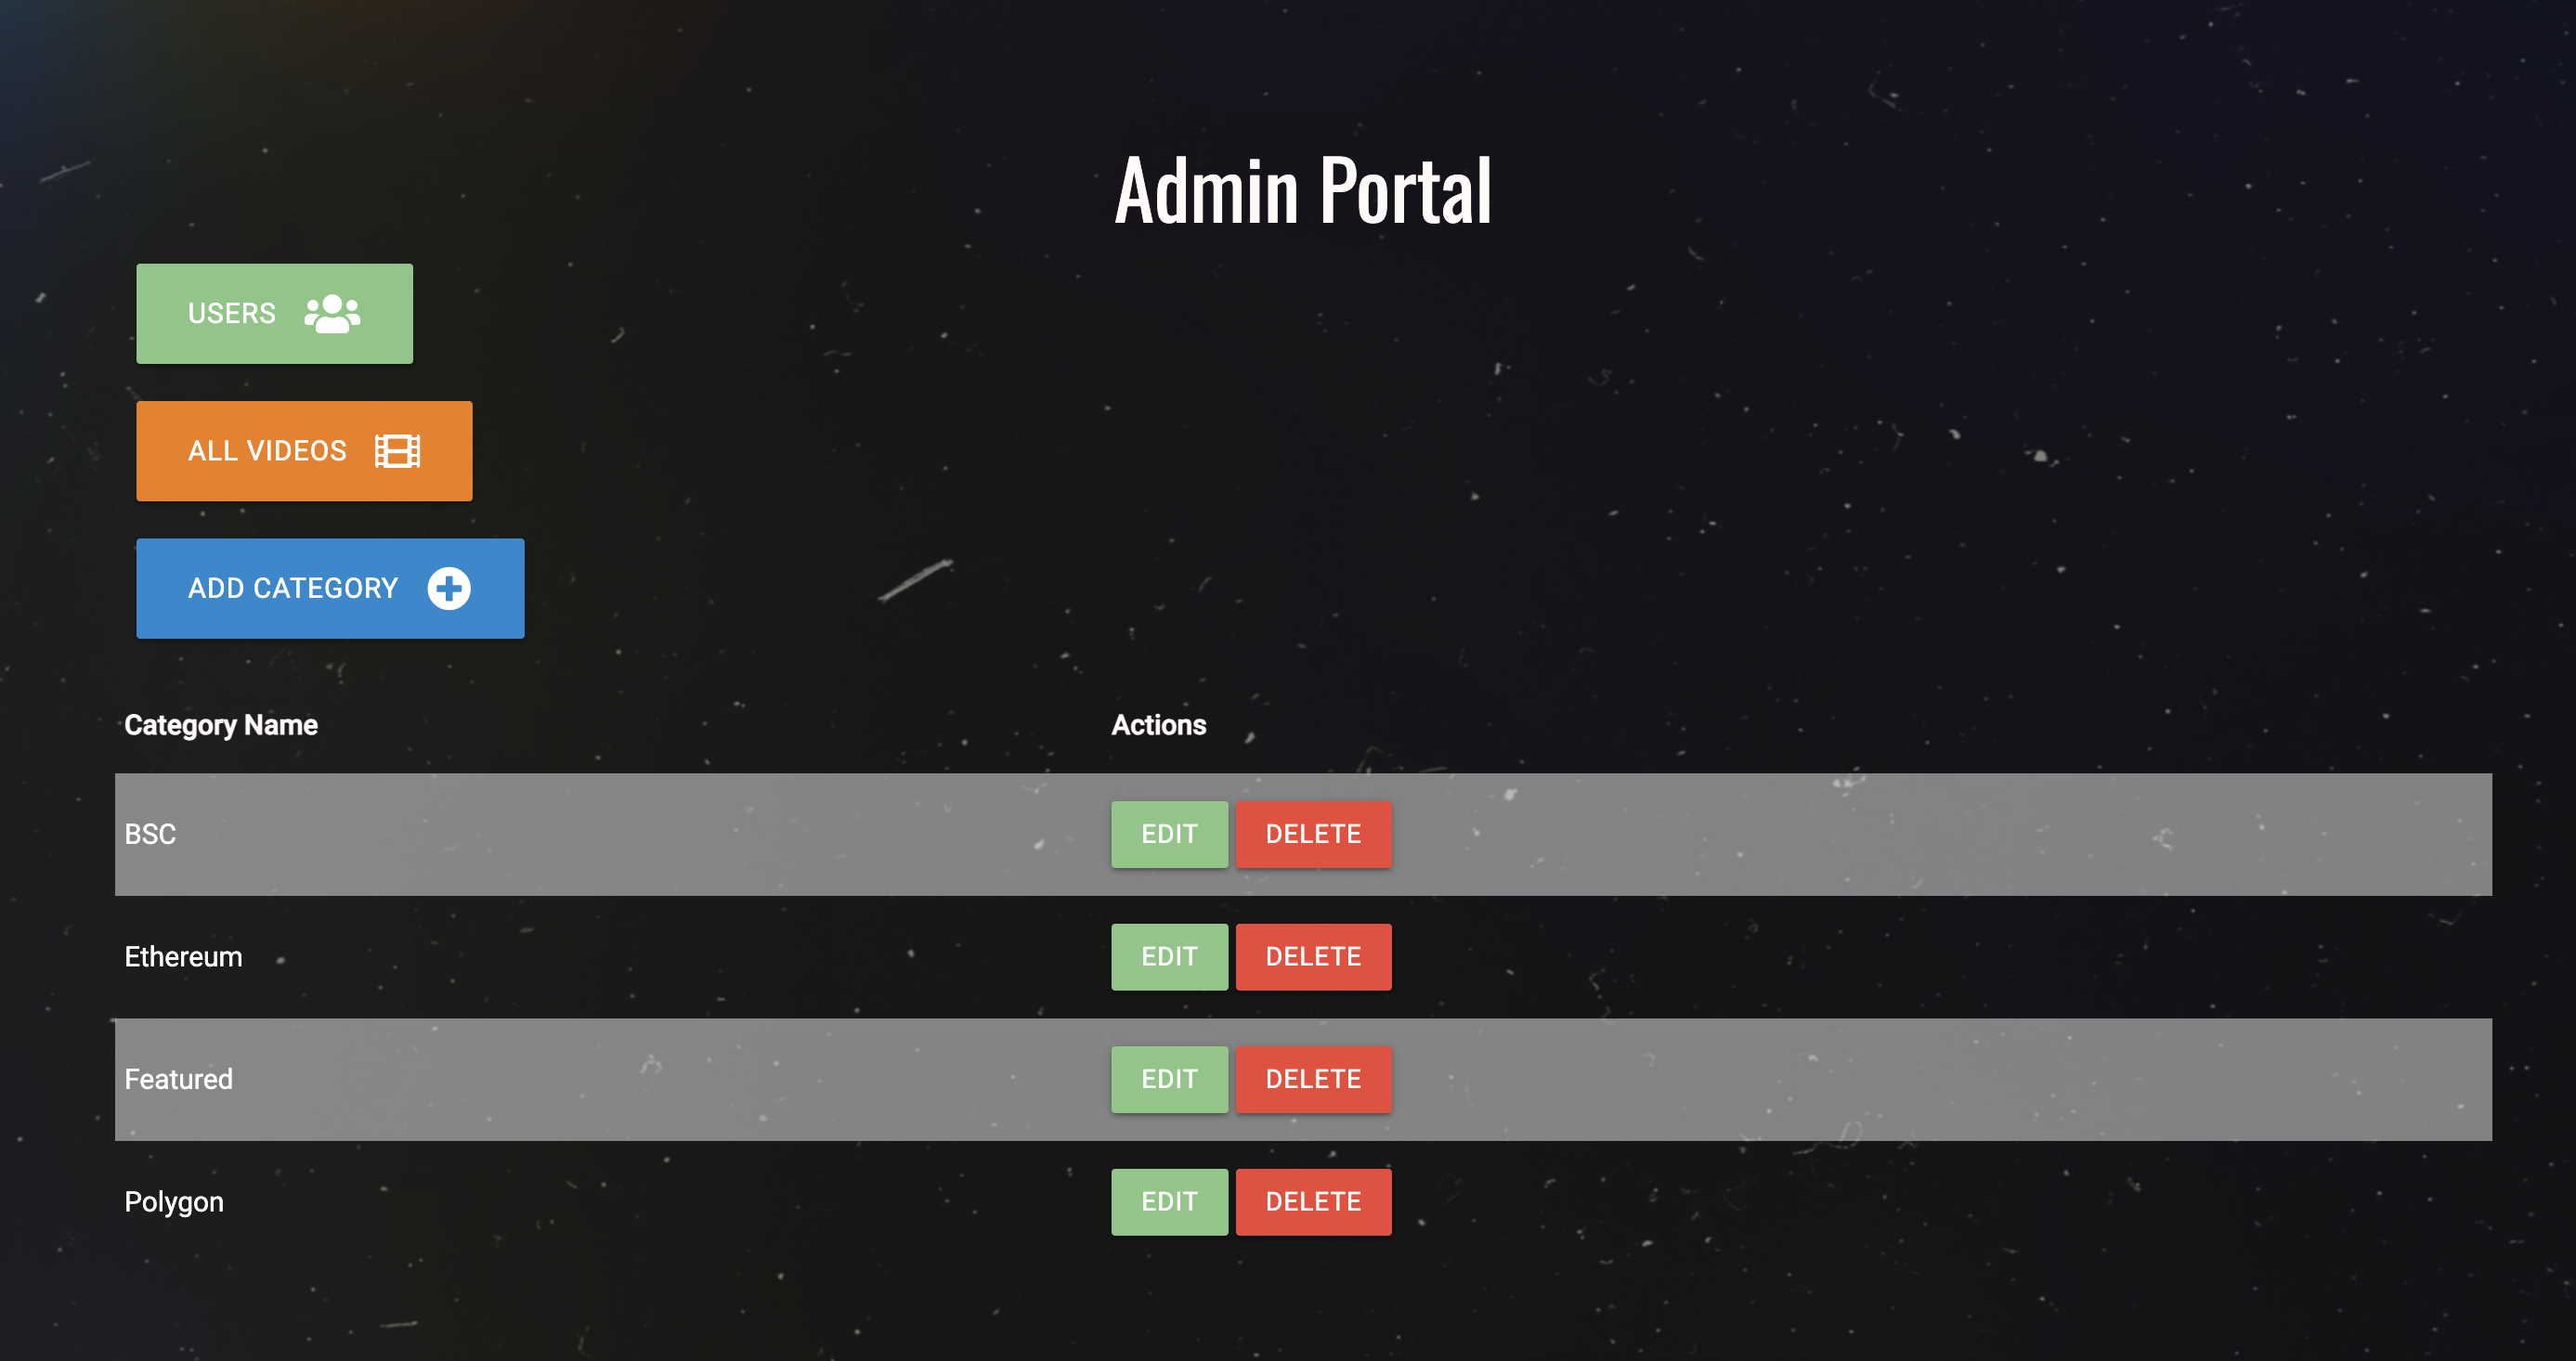 Admin Portal
USERS
ALL VIDEOS
ADD CATEGORY
Category Name Actions
BSC EDIT DELETE
Ethereum EDIT DELETE
Featured EDIT DELETE
Polygon EDIT DELETE